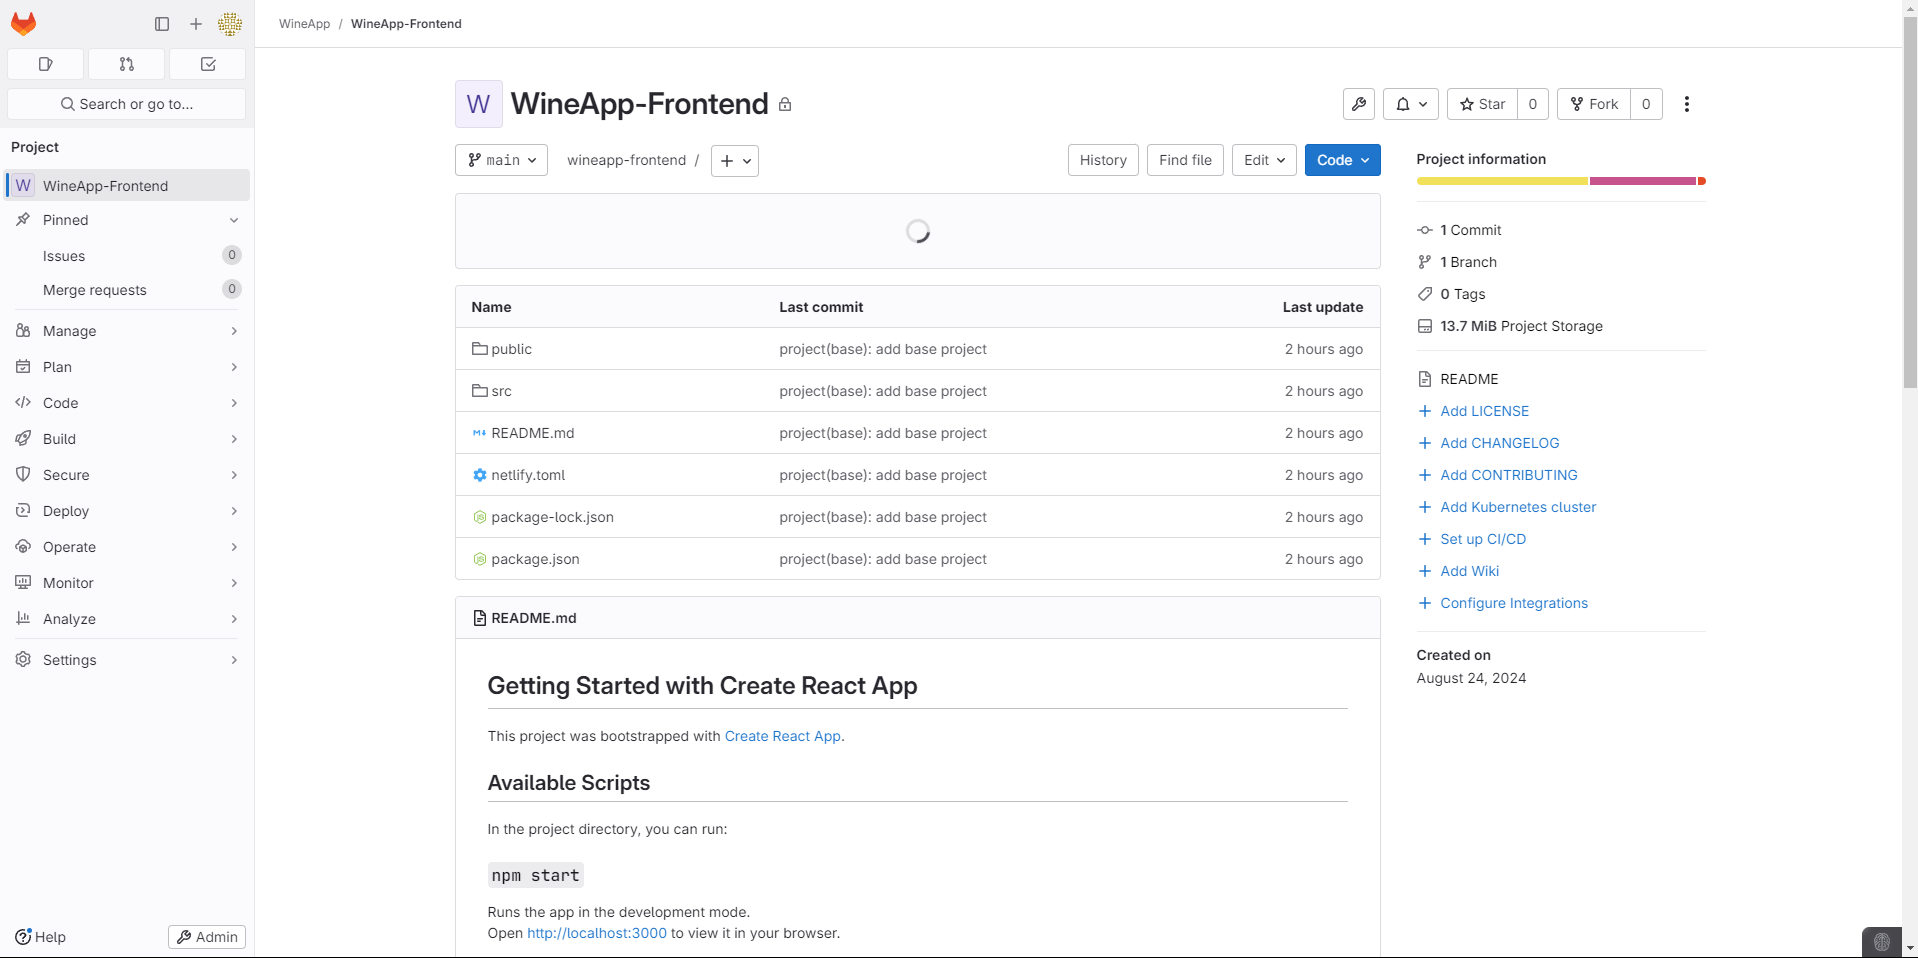 WineApp / WineApp-Frontend
Search or go to...
Project
W WineApp-Frontend
Pinned
Issues 0
Merge requests 0
Manage
Plan
Code
Build
Secure
Deploy
Operate
Monitor
Analyze
Settings
Help
Admin
W WineApp-Frontend
Star 0
Fork 0
main
wineapp-frontend /
History
Find file
Edit
Code
Name Last commit Last update
public project(base): add base project 2 hours ago
src project(base): add base project 2 hours ago
README.md project(base): add base project 2 hours ago
netlify.toml project(base): add base project 2 hours ago
package-lock.json project(base): add base project 2 hours ago
package.json project(base): add base project 2 hours ago
README.md
Getting Started with Create React App
This project was bootstrapped with Create React App.
Available Scripts
In the project directory, you can run:
npm start
Runs the app in the development mode.
Open http://localhost:3000 to view it in your browser.
Project information
1 Commit
1 Branch
0 Tags
13.7 MiB Project Storage
README
Add LICENSE
Add CHANGELOG
Add CONTRIBUTING
Add Kubernetes cluster
Set up CI/CD
Add Wiki
Configure Integrations
Created on
August 24, 2024